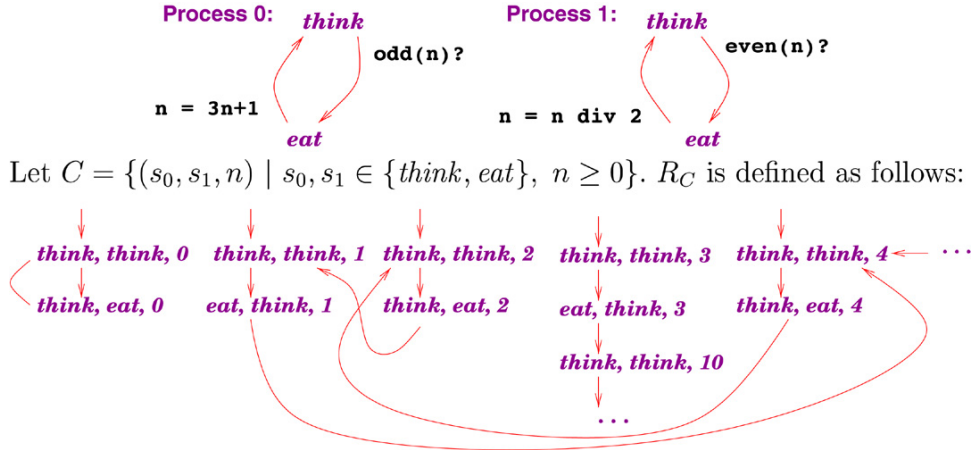 Process 0: think Process 1: think
odd(n)? even(n)?
n = 3n+1 n = n div 2
eat eat
Let C = {(s₀, s₁, n) | s₀, s₁ ∈ {think, eat}, n ≥ 0}. R_C is defined as follows:
think, think, 0 think, think, 1 think, think, 2 think, think, 3 think, think, 4 ...
think, eat, 0 eat, think, 1 think, eat, 2 eat, think, 3 think, eat, 4
think, think, 10
...